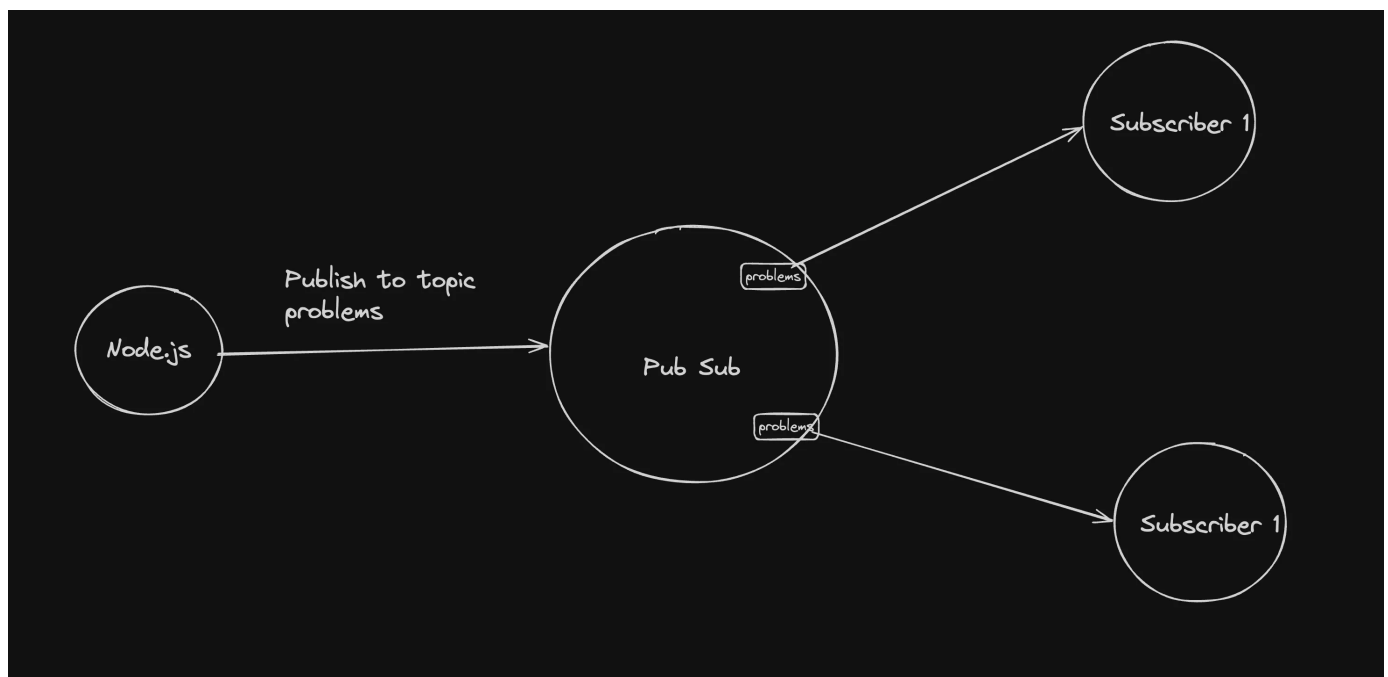 Subscriber 1
Publish to topic
problems
problems
Node.js
Pub Sub
problems
Subscriber 1